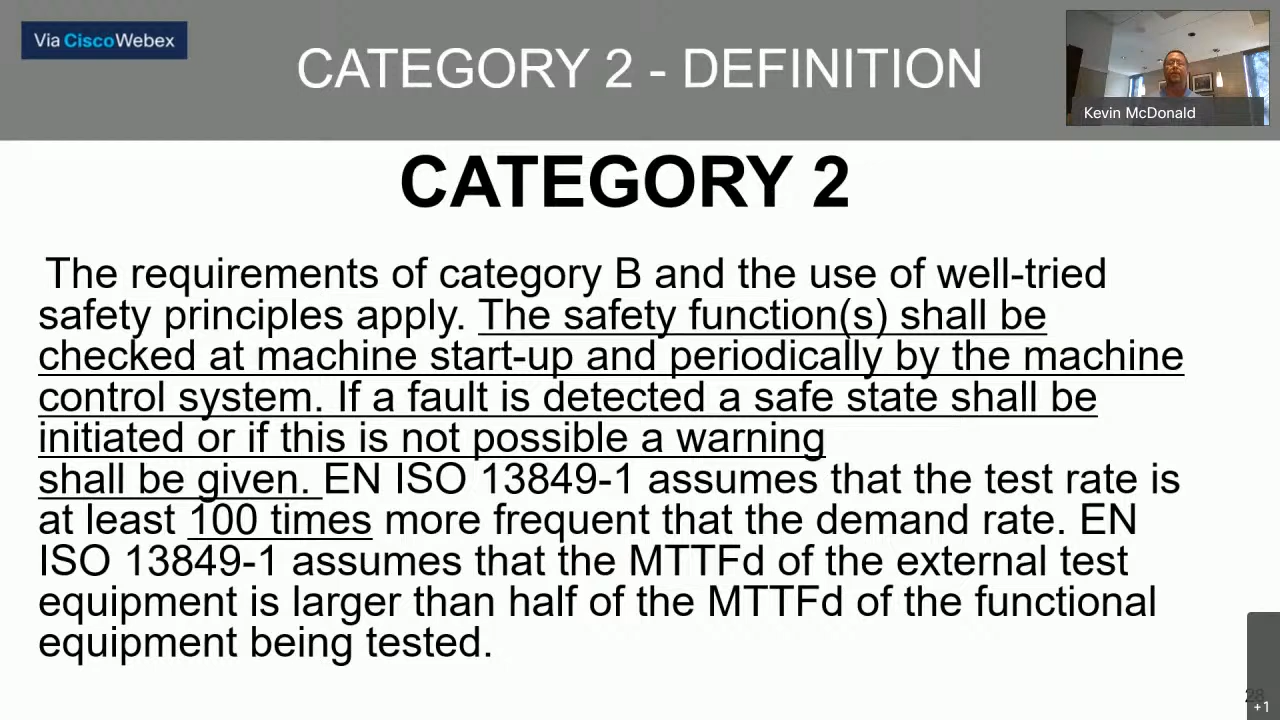 Via CiscoWebex
CATEGORY 2 - DEFINITION
Kevin McDonald
CATEGORY 2
The requirements of category B and the use of well-tried
safety principles apply. The safety function(s) shall be
checked at machine start-up and periodically by the machine
control system. If a fault is detected a safe state shall be
initiated or if this is not possible a warning
shall be given. EN ISO 13849-1 assumes that the test rate is
at least 100 times more frequent that the demand rate. EN
ISO 13849-1 assumes that the MTTFd of the external test
equipment is larger than half of the MTTFd of the functional
equipment being tested.
28
+1